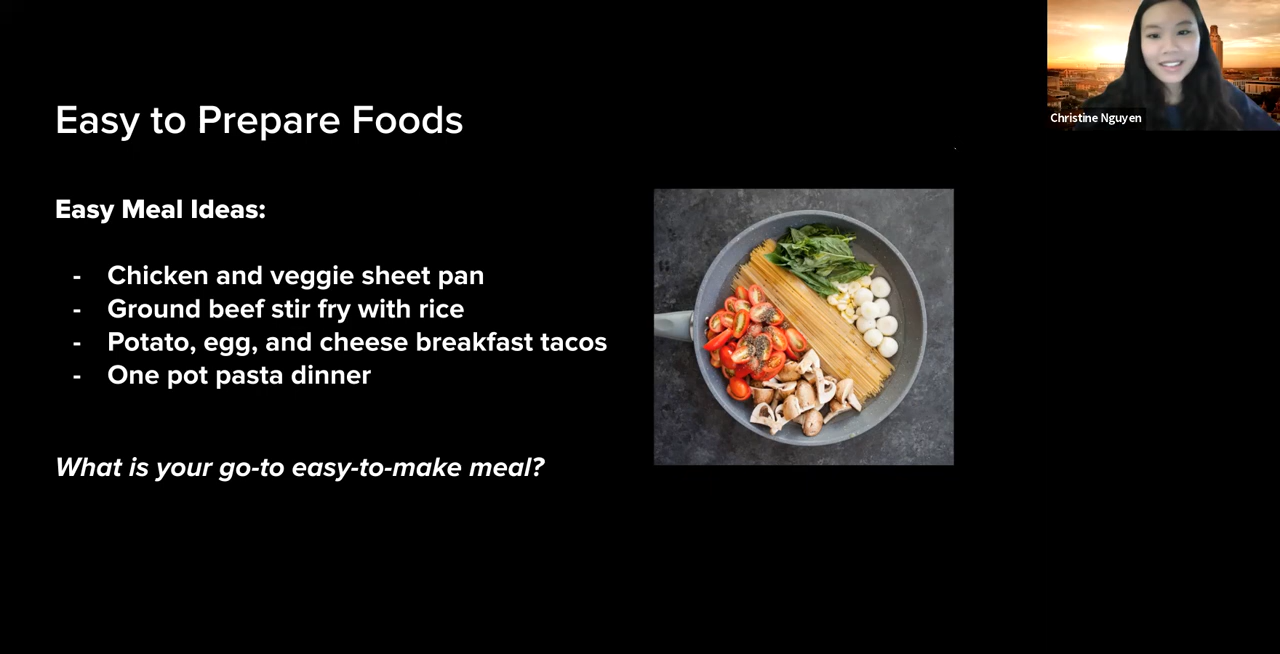 Easy to Prepare Foods
Christine Nguyen
Easy Meal Ideas:
- Chicken and veggie sheet pan
- Ground beef stir fry with rice
- Potato, egg, and cheese breakfast tacos
- One pot pasta dinner
What is your go-to easy-to-make meal?